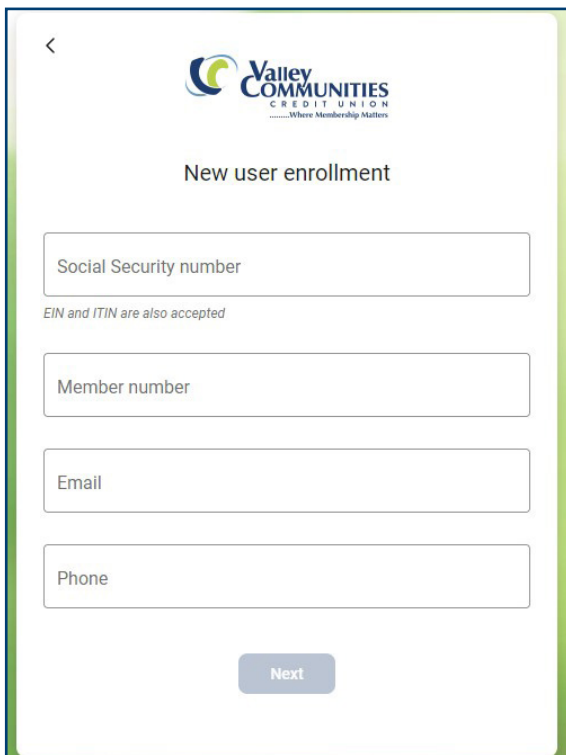 Valley
COMMUNITIES
CREDIT UNION
.........Where Membership Matters
New user enrollment
Social Security number
EIN and ITIN are also accepted
Member number
Email
Phone
Next